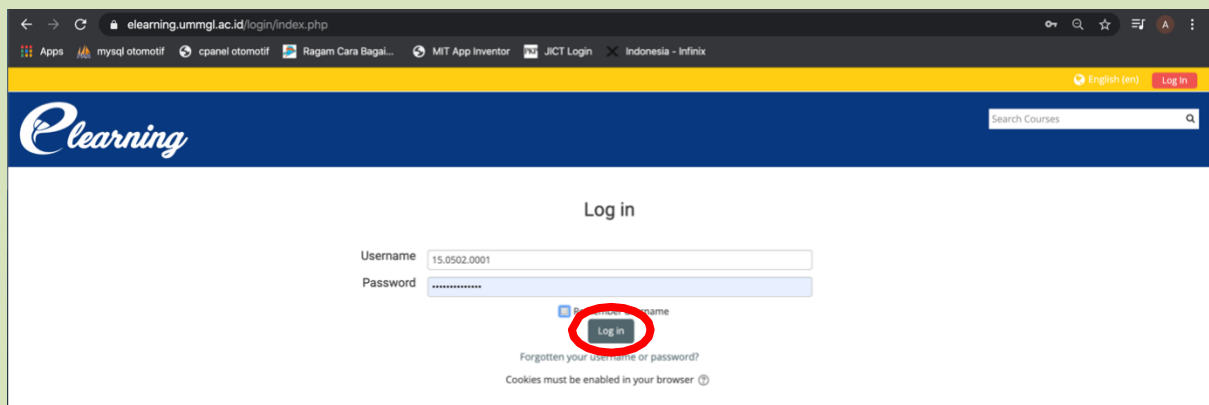 elearning.ummgl.ac.id/login/index.php A
Apps mysql otomotif cpanel otomotif Ragam Cara Bagai... MIT App Inventor JICT Login Indonesia - Infinix
English (en) Log In
elearning
Search Courses
Log in
Username 15.0502.0001
Password ••••••••••••••
Remember username
Log in
Forgotten your username or password?
Cookies must be enabled in your browser